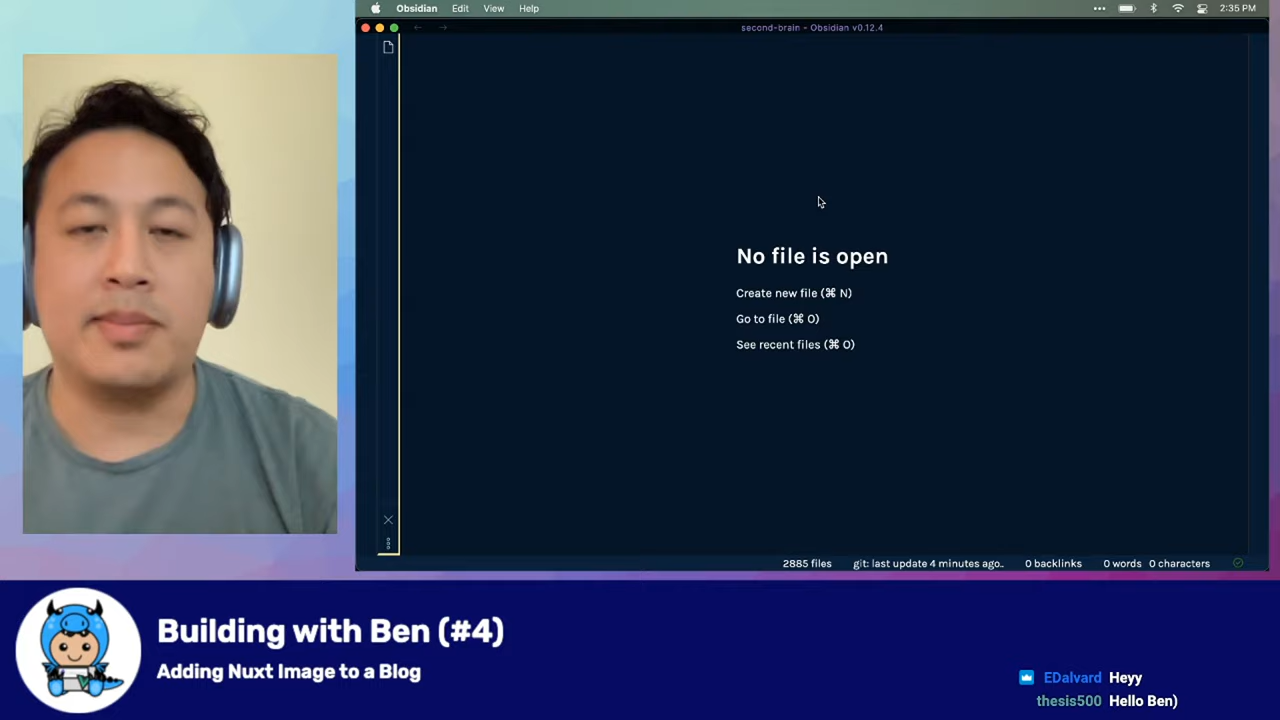 Obsidian Edit View Help
2:35 PM
second-brain - Obsidian v0.12.4
No file is open
Create new file (⌘ N)
Go to file (⌘ O)
See recent files (⌘ O)
2885 files git: last update 4 minutes ago.. 0 backlinks 0 words 0 characters
Building with Ben (#4)
Adding Nuxt Image to a Blog
EDalvard Heyy
thesis500 Hello Ben)